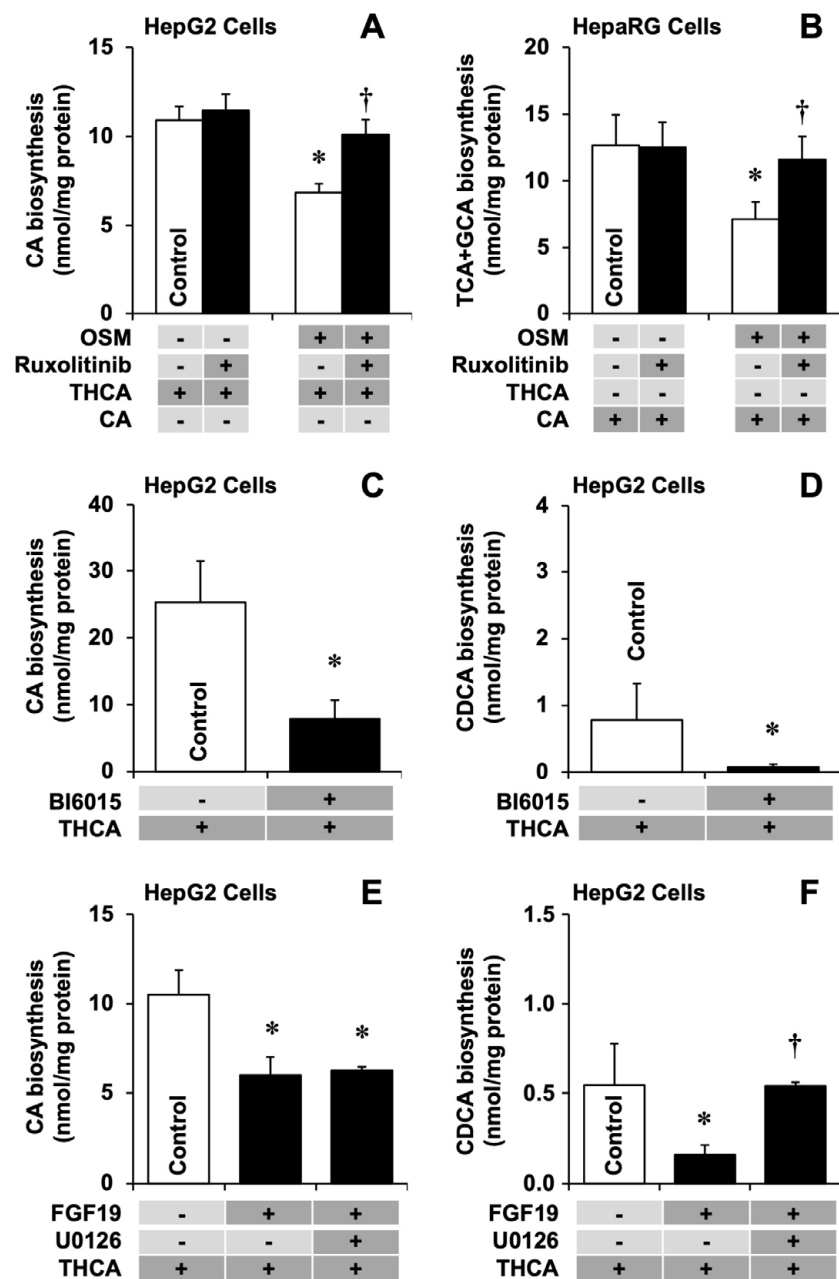 HepG2 Cells A
CA biosynthesis
(nmol/mg protein)
15
10
5
0
Control
*
†
OSM - - + +
Ruxolitinib - + - +
THCA + + + +
CA - - - -
HepaRG Cells B
TCA+GCA biosynthesis
(nmol/mg protein)
20
15
10
5
0
Control
*
†
OSM - - + +
Ruxolitinib - + - +
THCA - - - -
CA + + + +
HepG2 Cells C
CA biosynthesis
(nmol/mg protein)
40
30
20
10
0
Control
*
BI6015 - +
THCA + +
HepG2 Cells D
CDCA biosynthesis
(nmol/mg protein)
4
3
2
1
0
Control
*
BI6015 - +
THCA + +
HepG2 Cells E
CA biosynthesis
(nmol/mg protein)
15
10
5
0
Control
*
*
FGF19 - + +
U0126 - - +
THCA + + +
HepG2 Cells F
CDCA biosynthesis
(nmol/mg protein)
1.5
1.0
0.5
0.0
Control
*
†
FGF19 - + +
U0126 - - +
THCA + + +